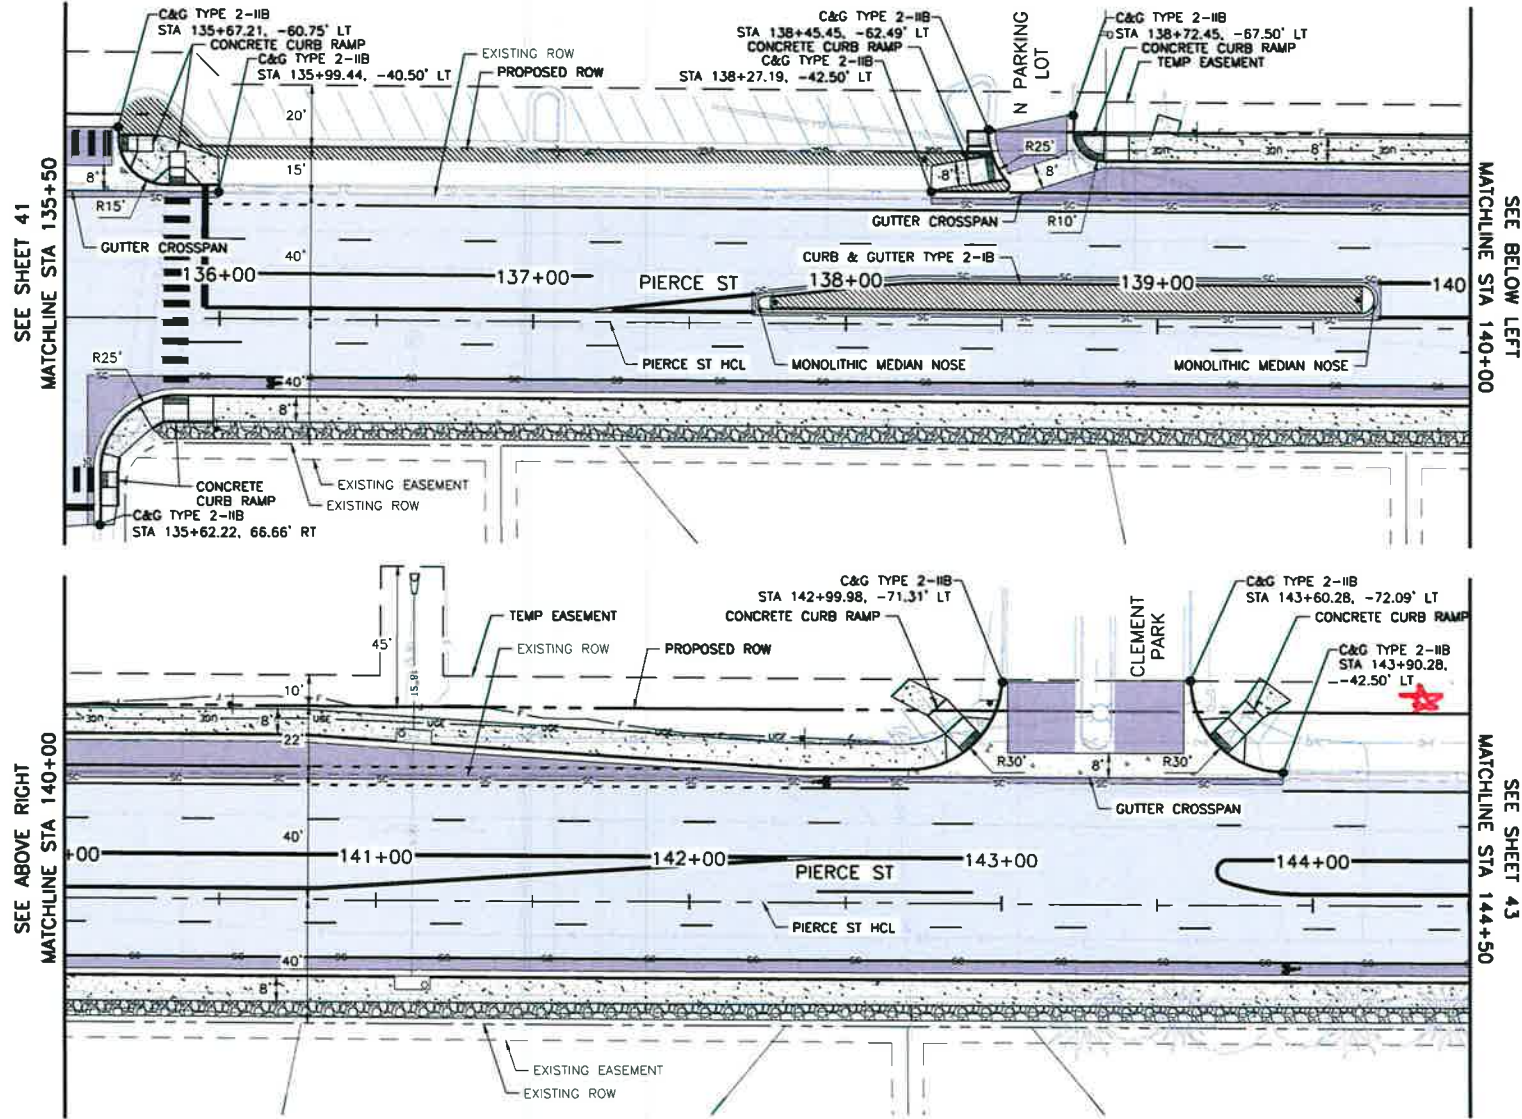 C&G TYPE 2-IIB
STA 135+67.21, -60.75' LT
CONCRETE CURB RAMP
C&G TYPE 2-IIB
STA 135+99.44, -40.50' LT
EXISTING ROW
PROPOSED ROW
C&G TYPE 2-IIB
STA 138+45.45, -62.49' LT
CONCRETE CURB RAMP
C&G TYPE 2-IIB
STA 138+27.19, -42.50' LT
N PARKING
LOT
C&G TYPE 2-IIB
STA 138+72.45, -67.50' LT
CONCRETE CURB RAMP
TEMP EASEMENT
20'
15'
8'
R15'
R25'
8'
8'
8'
R10'
GUTTER CROSSPAN
GUTTER CROSSPAN
SEE SHEET 41
MATCHLINE STA 135+50
SEE BELOW LEFT
MATCHLINE STA 140+00
136+00
40'
137+00
PIERCE ST
CURB & GUTTER TYPE 2-IB
138+00
139+00
140
R25'
PIERCE ST HCL
MONOLITHIC MEDIAN NOSE
MONOLITHIC MEDIAN NOSE
40'
8'
CONCRETE
CURB RAMP
EXISTING EASEMENT
EXISTING ROW
C&G TYPE 2-IIB
STA 135+62.22, 66.66' RT
45'
18" ST
TEMP EASEMENT
EXISTING ROW
PROPOSED ROW
C&G TYPE 2-IIB
STA 142+99.98, -71.31' LT
CONCRETE CURB RAMP
CLEMENT
PARK
C&G TYPE 2-IIB
STA 143+60.28, -72.09' LT
CONCRETE CURB RAMP
C&G TYPE 2-IIB
STA 143+90.28,
-42.50' LT
10'
8'
UGE
UGE
UGE
UGE
22'
R30'
8'
R30'
GUTTER CROSSPAN
SEE ABOVE RIGHT
MATCHLINE STA 140+00
SEE SHEET 43
MATCHLINE STA 144+50
40'
+00
141+00
142+00
PIERCE ST
143+00
144+00
PIERCE ST HCL
40'
8'
EXISTING EASEMENT
EXISTING ROW